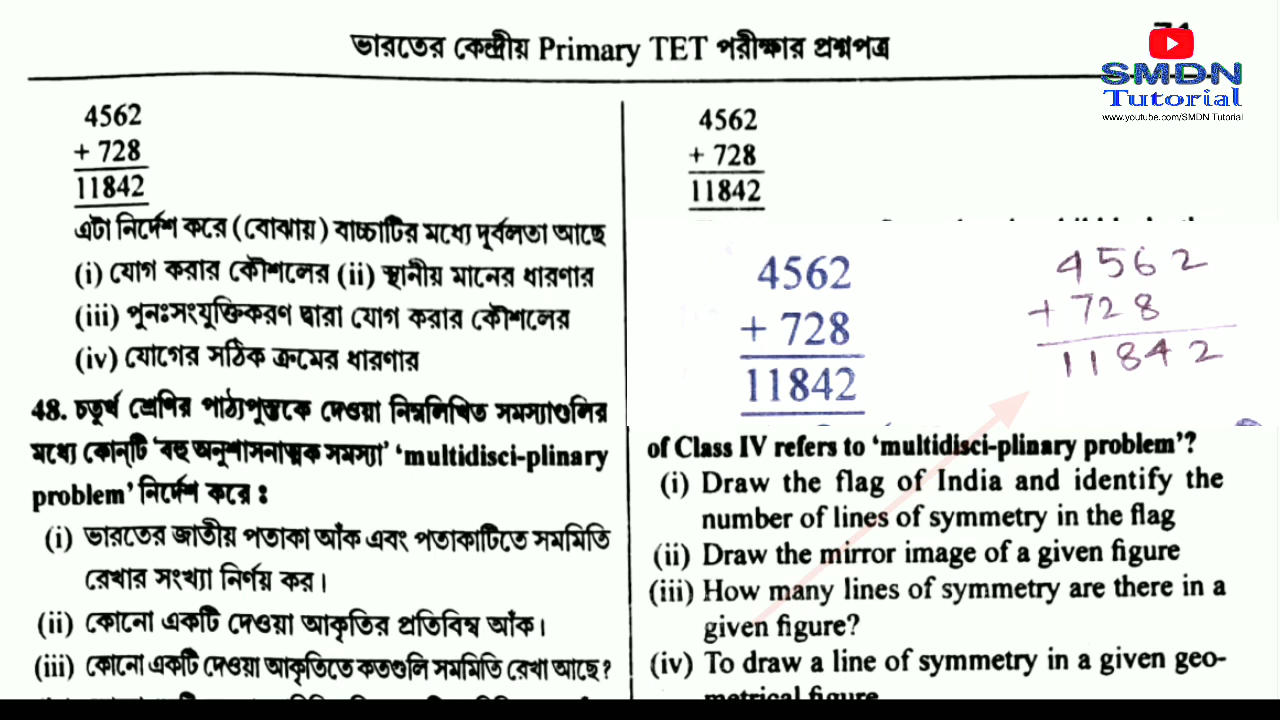 ভারতের কেন্দ্রীয় Primary TET পরীক্ষার প্রশ্নপত্র
SMDN
Tutorial
www.youtube.com/SMDN Tutorial
4562
+ 728
11842
এটা নির্দেশ করে (বোঝায়) বাচ্চাটির মধ্যে দূর্বলতা আছে
(i) যোগ করার কৌশলের (ii) স্থানীয় মানের ধারণার
(iii) পুনঃসংযুক্তিকরণ দ্বারা যোগ করার কৌশলের
(iv) যোগের সঠিক ক্রমের ধারণার
48. চতুর্থ শ্রেণির পাঠ্যপুস্তকে দেওয়া নিম্নলিখিত সমস্যাগুলির
মধ্যে কোন্‌টি ‘বহু অনুশাসনাত্মক সমস্যা’ ‘multidisci-plinary
problem’ নির্দেশ করে :
(i) ভারতের জাতীয় পতাকা আঁক এবং পতাকাটিতে সমমিতি
রেখার সংখ্যা নির্ণয় কর।
(ii) কোনো একটি দেওয়া আকৃতির প্রতিবিম্ব আঁক।
(iii) কোনো একটি দেওয়া আকৃতিতে কতগুলি সমমিতি রেখা আছে?
4562
+ 728
11842
4562
+ 728
11842
4562
+ 728
11842
of Class IV refers to ‘multidisci-plinary problem’?
(i) Draw the flag of India and identify the
number of lines of symmetry in the flag
(ii) Draw the mirror image of a given figure
(iii) How many lines of symmetry are there in a
given figure?
(iv) To draw a line of symmetry in a given geo-
metrical figure